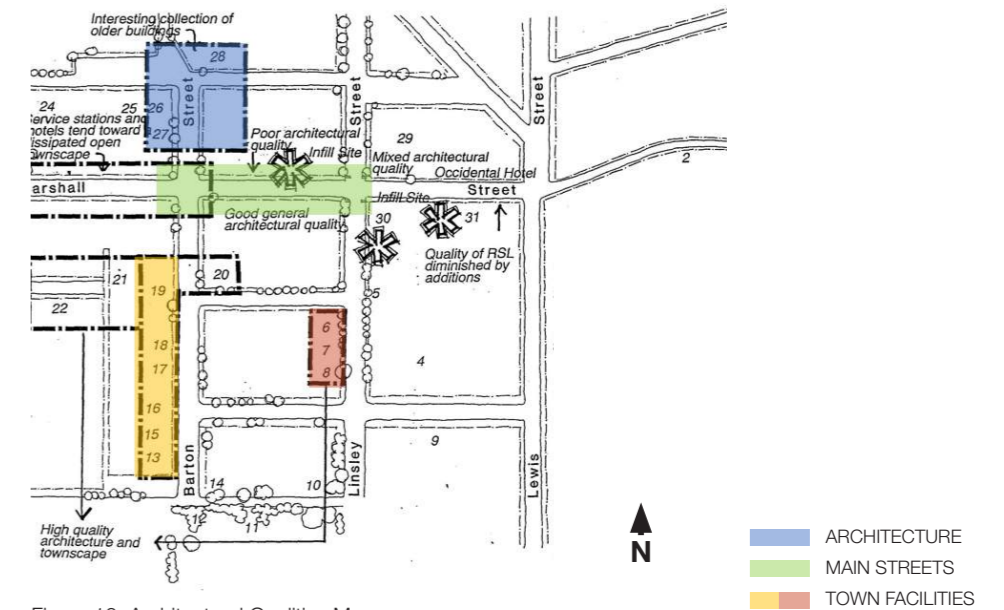 Interesting collection of
older buildings
28
Street
Street
Street
24
25
26
27
Service stations and
hotels tend toward
dissipated open
townscape
Poor architectural
quality
Infill Site
29
Mixed architectural
quality
Occidental Hotel
2
arshall
Street
Good general
architectural quality
Infill Site
30
31
Quality of RSL
diminished by
additions
21
20
19
22
5
6
7
8
4
18
17
16
15
13
9
Barton
Linsley
Lewis
14
10
12
11
High quality
architecture and
townscape
N
ARCHITECTURE
MAIN STREETS
TOWN FACILITIES